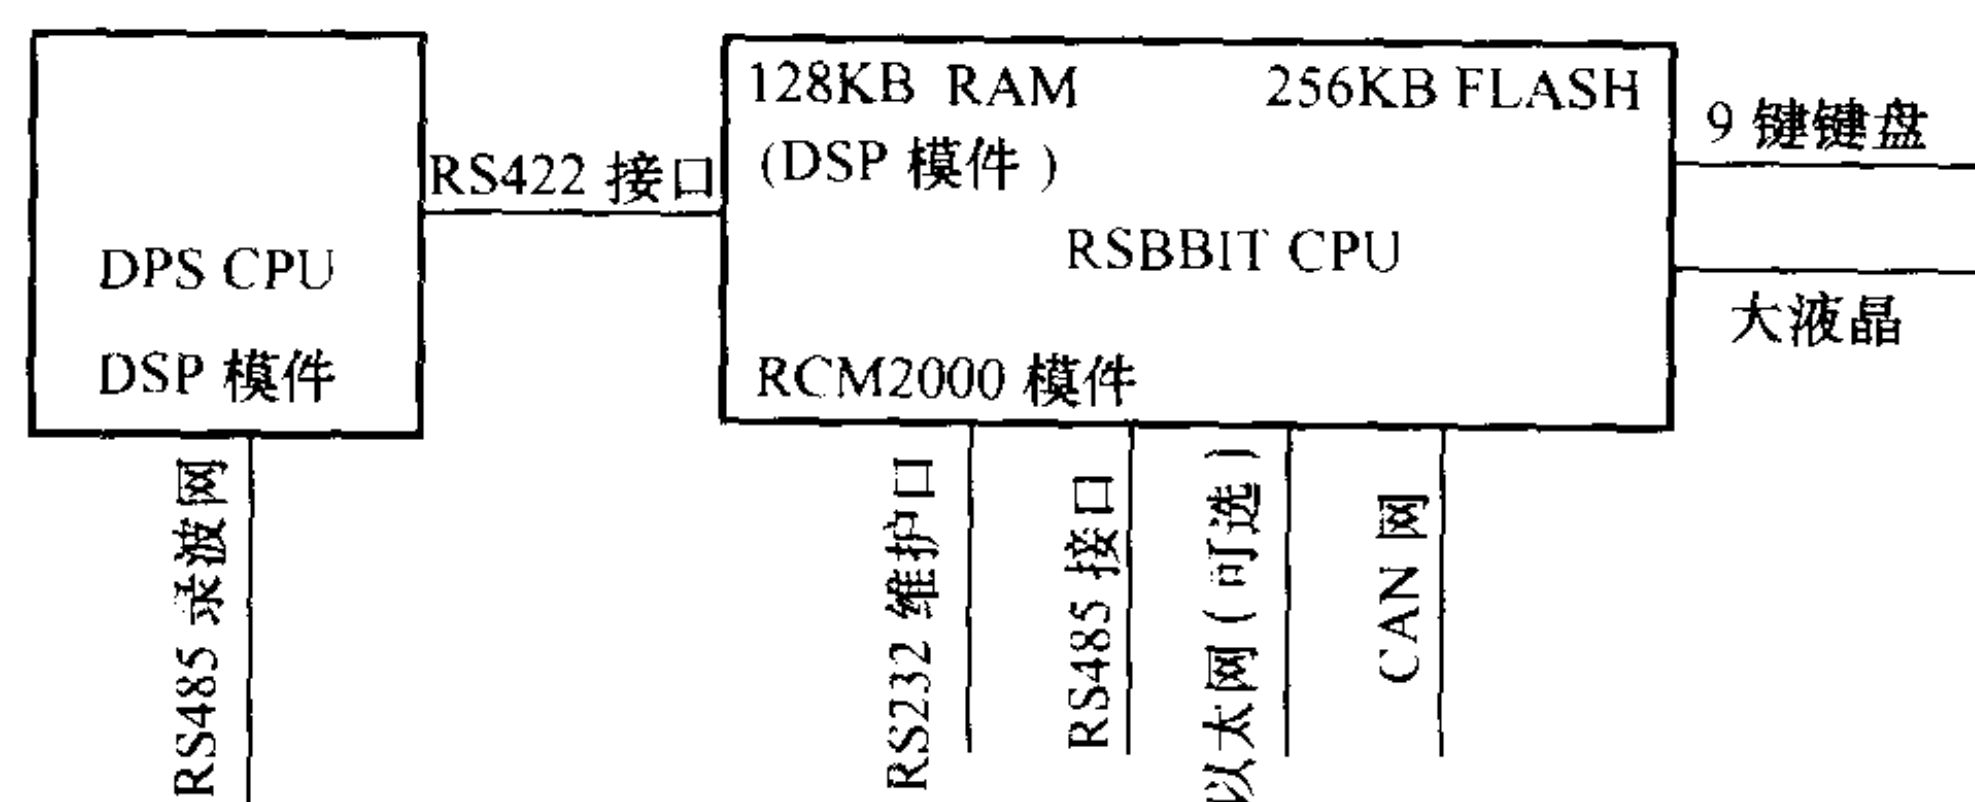 128KB RAM
256KB FLASH
(DSP 模件)
RSBBIT CPU
RCM2000 模件
RS422 接口
DPS CPU
DSP 模件
9 键键盘
大液晶
RS485 录波网
RS232 维护口
RS485 接口
以太网(可选)
CAN 网